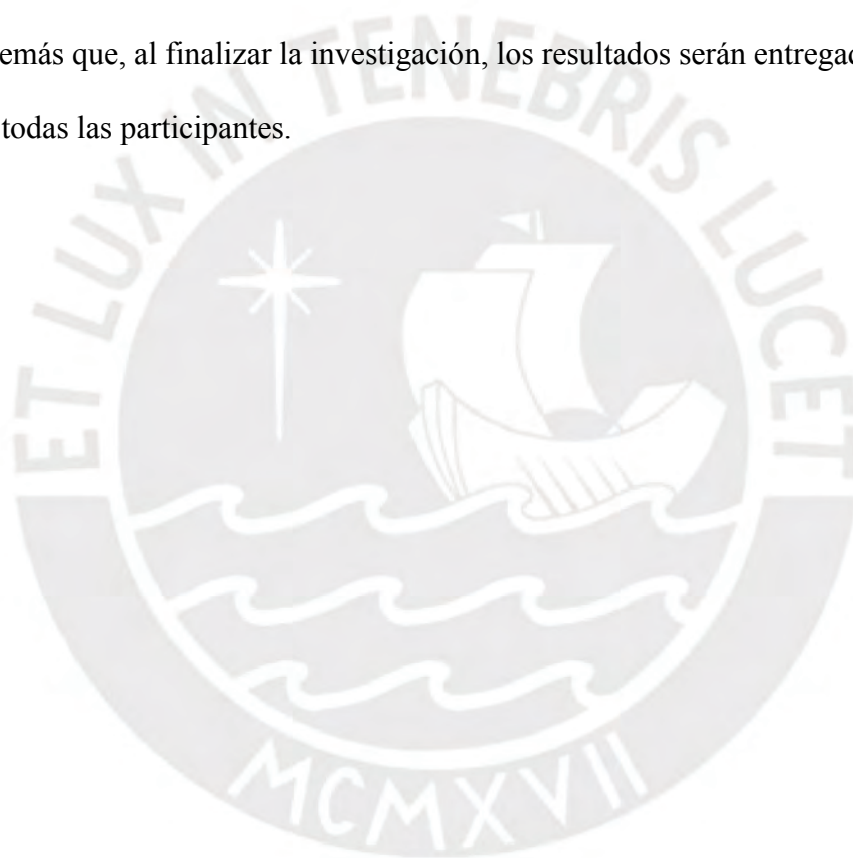 emás que, al finalizar la investigación, los resultados serán entregad
todas las participantes.
ET LUX IN TENEBRIS LUCET
MCMXVII